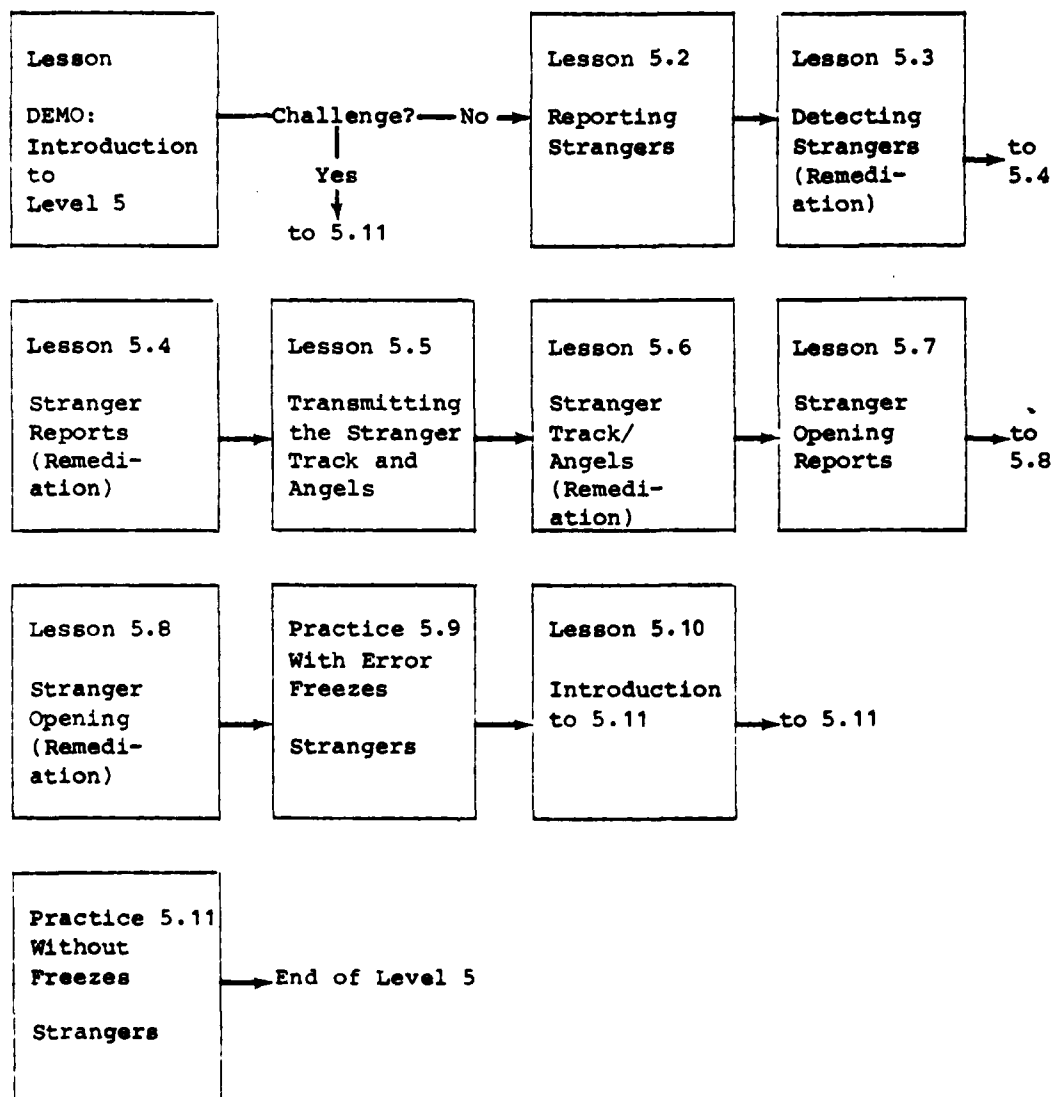 Lesson
DEMO:
Introduction
to
Level 5
Challenge?
No
Yes
to 5.11
Lesson 5.2
Reporting
Strangers
Lesson 5.3
Detecting
Strangers
(Remedi-
ation)
to
5.4
Lesson 5.4
Stranger
Reports
(Remedi-
ation)
Lesson 5.5
Transmitting
the Stranger
Track and
Angels
Lesson 5.6
Stranger
Track/
Angels
(Remedi-
ation)
Lesson 5.7
Stranger
Opening
Reports
to
5.8
Lesson 5.8
Stranger
Opening
(Remedi-
ation)
Practice 5.9
With Error
Freezes
Strangers
Lesson 5.10
Introduction
to 5.11
to 5.11
Practice 5.11
Without
Freezes
Strangers
End of Level 5